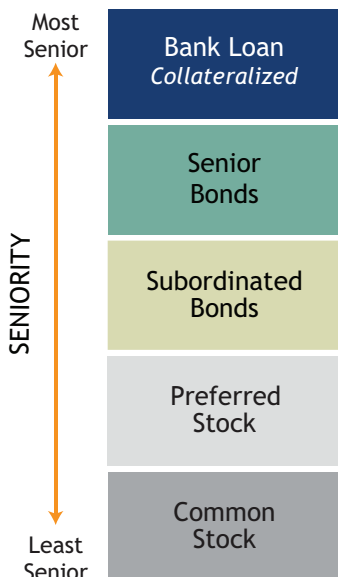 Most
Senior
SENIORITY
Least
Senior
Bank Loan
Collateralized
Senior
Bonds
Subordinated
Bonds
Preferred
Stock
Common
Stock